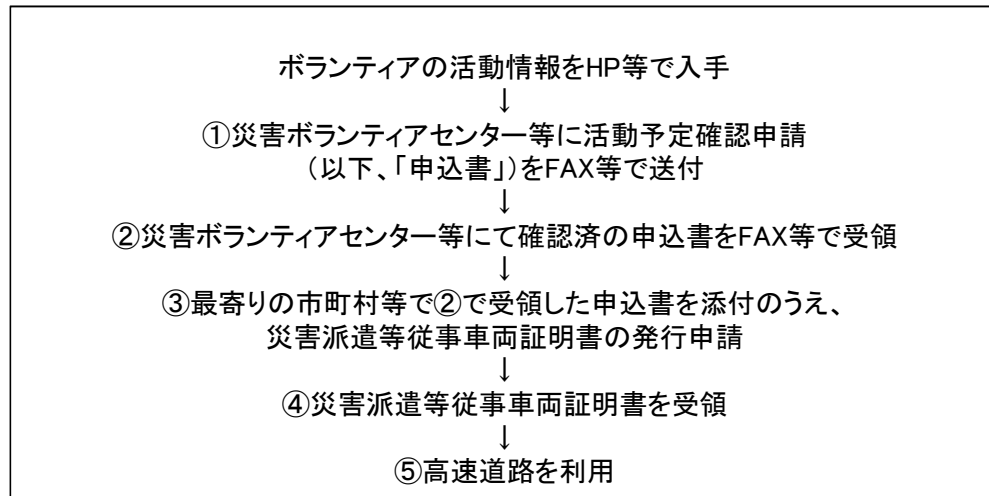 ボランティアの活動情報をHP等で入手
↓
①災害ボランティアセンター等に活動予定確認申請
（以下、「申込書」）をFAX等で送付
↓
②災害ボランティアセンター等にて確認済の申込書をFAX等で受領
↓
③最寄りの市町村等で②で受領した申込書を添付のうえ、
災害派遣等従事車両証明書の発行申請
↓
④災害派遣等従事車両証明書を受領
↓
⑤高速道路を利用